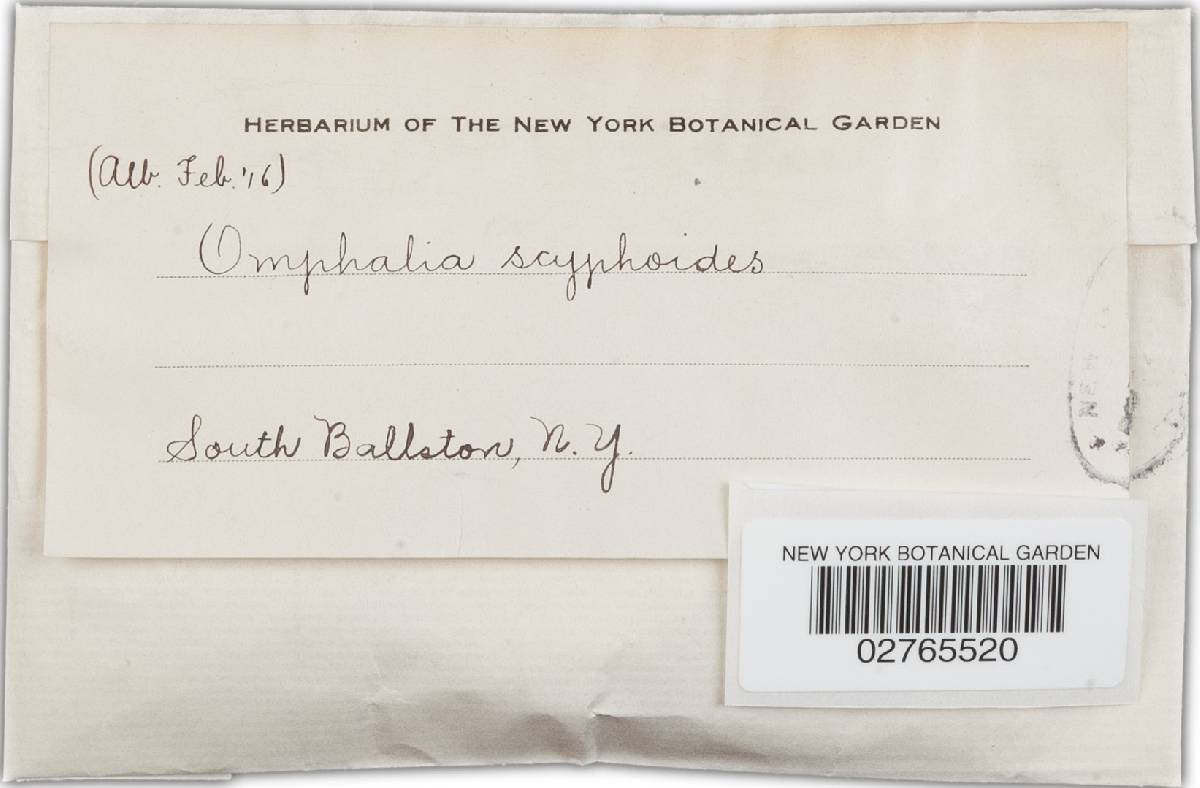 HERBARIUM OF THE NEW YORK BOTANICAL GARDEN
(Alb. Feb. '16)
Omphalia scyphoides
South Ballston, N. Y.
NEW
NEW YORK BOTANICAL GARDEN
02765520